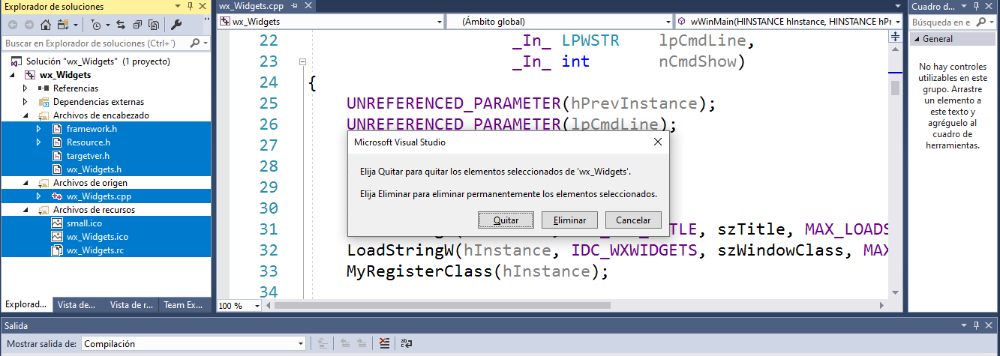 Explorador de soluciones
Buscar en Explorador de soluciones (Ctrl+´)
Solución "wx_Widgets" (1 proyecto)
wx_Widgets
Referencias
Dependencias externas
Archivos de encabezado
framework.h
Resource.h
targetver.h
wx_Widgets.h
Archivos de origen
wx_Widgets.cpp
Archivos de recursos
small.ico
wx_Widgets.ico
wx_Widgets.rc
Explorad... Vista de... Vista de r... Team Ex...
wx_Widgets.cpp
wx_Widgets (Ámbito global) wWinMain(HINSTANCE hInstance, HINSTANCE hPr
22 _In_ LPWSTR lpCmdLine,
23 _In_ int nCmdShow)
24 {
25 UNREFERENCED_PARAMETER(hPrevInstance);
26 UNREFERENCED_PARAMETER(lpCmdLine);
27
28
29
30
31 TLE, szTitle, MAX_LOADS
32 LoadStringW(hInstance, IDC_WXWIDGETS, szWindowClass, MAX
33 MyRegisterClass(hInstance);
34
100 %
Microsoft Visual Studio
Elija Quitar para quitar los elementos seleccionados de 'wx_Widgets'.
Elija Eliminar para eliminar permanentemente los elementos seleccionados.
Quitar Eliminar Cancelar
Cuadro d...
Búsqueda en e
General
No hay controles
utilizables en este
grupo. Arrastre
un elemento a
este texto y
agréguelo al
cuadro de
herramientas.
Salida
Mostrar salida de: Compilación